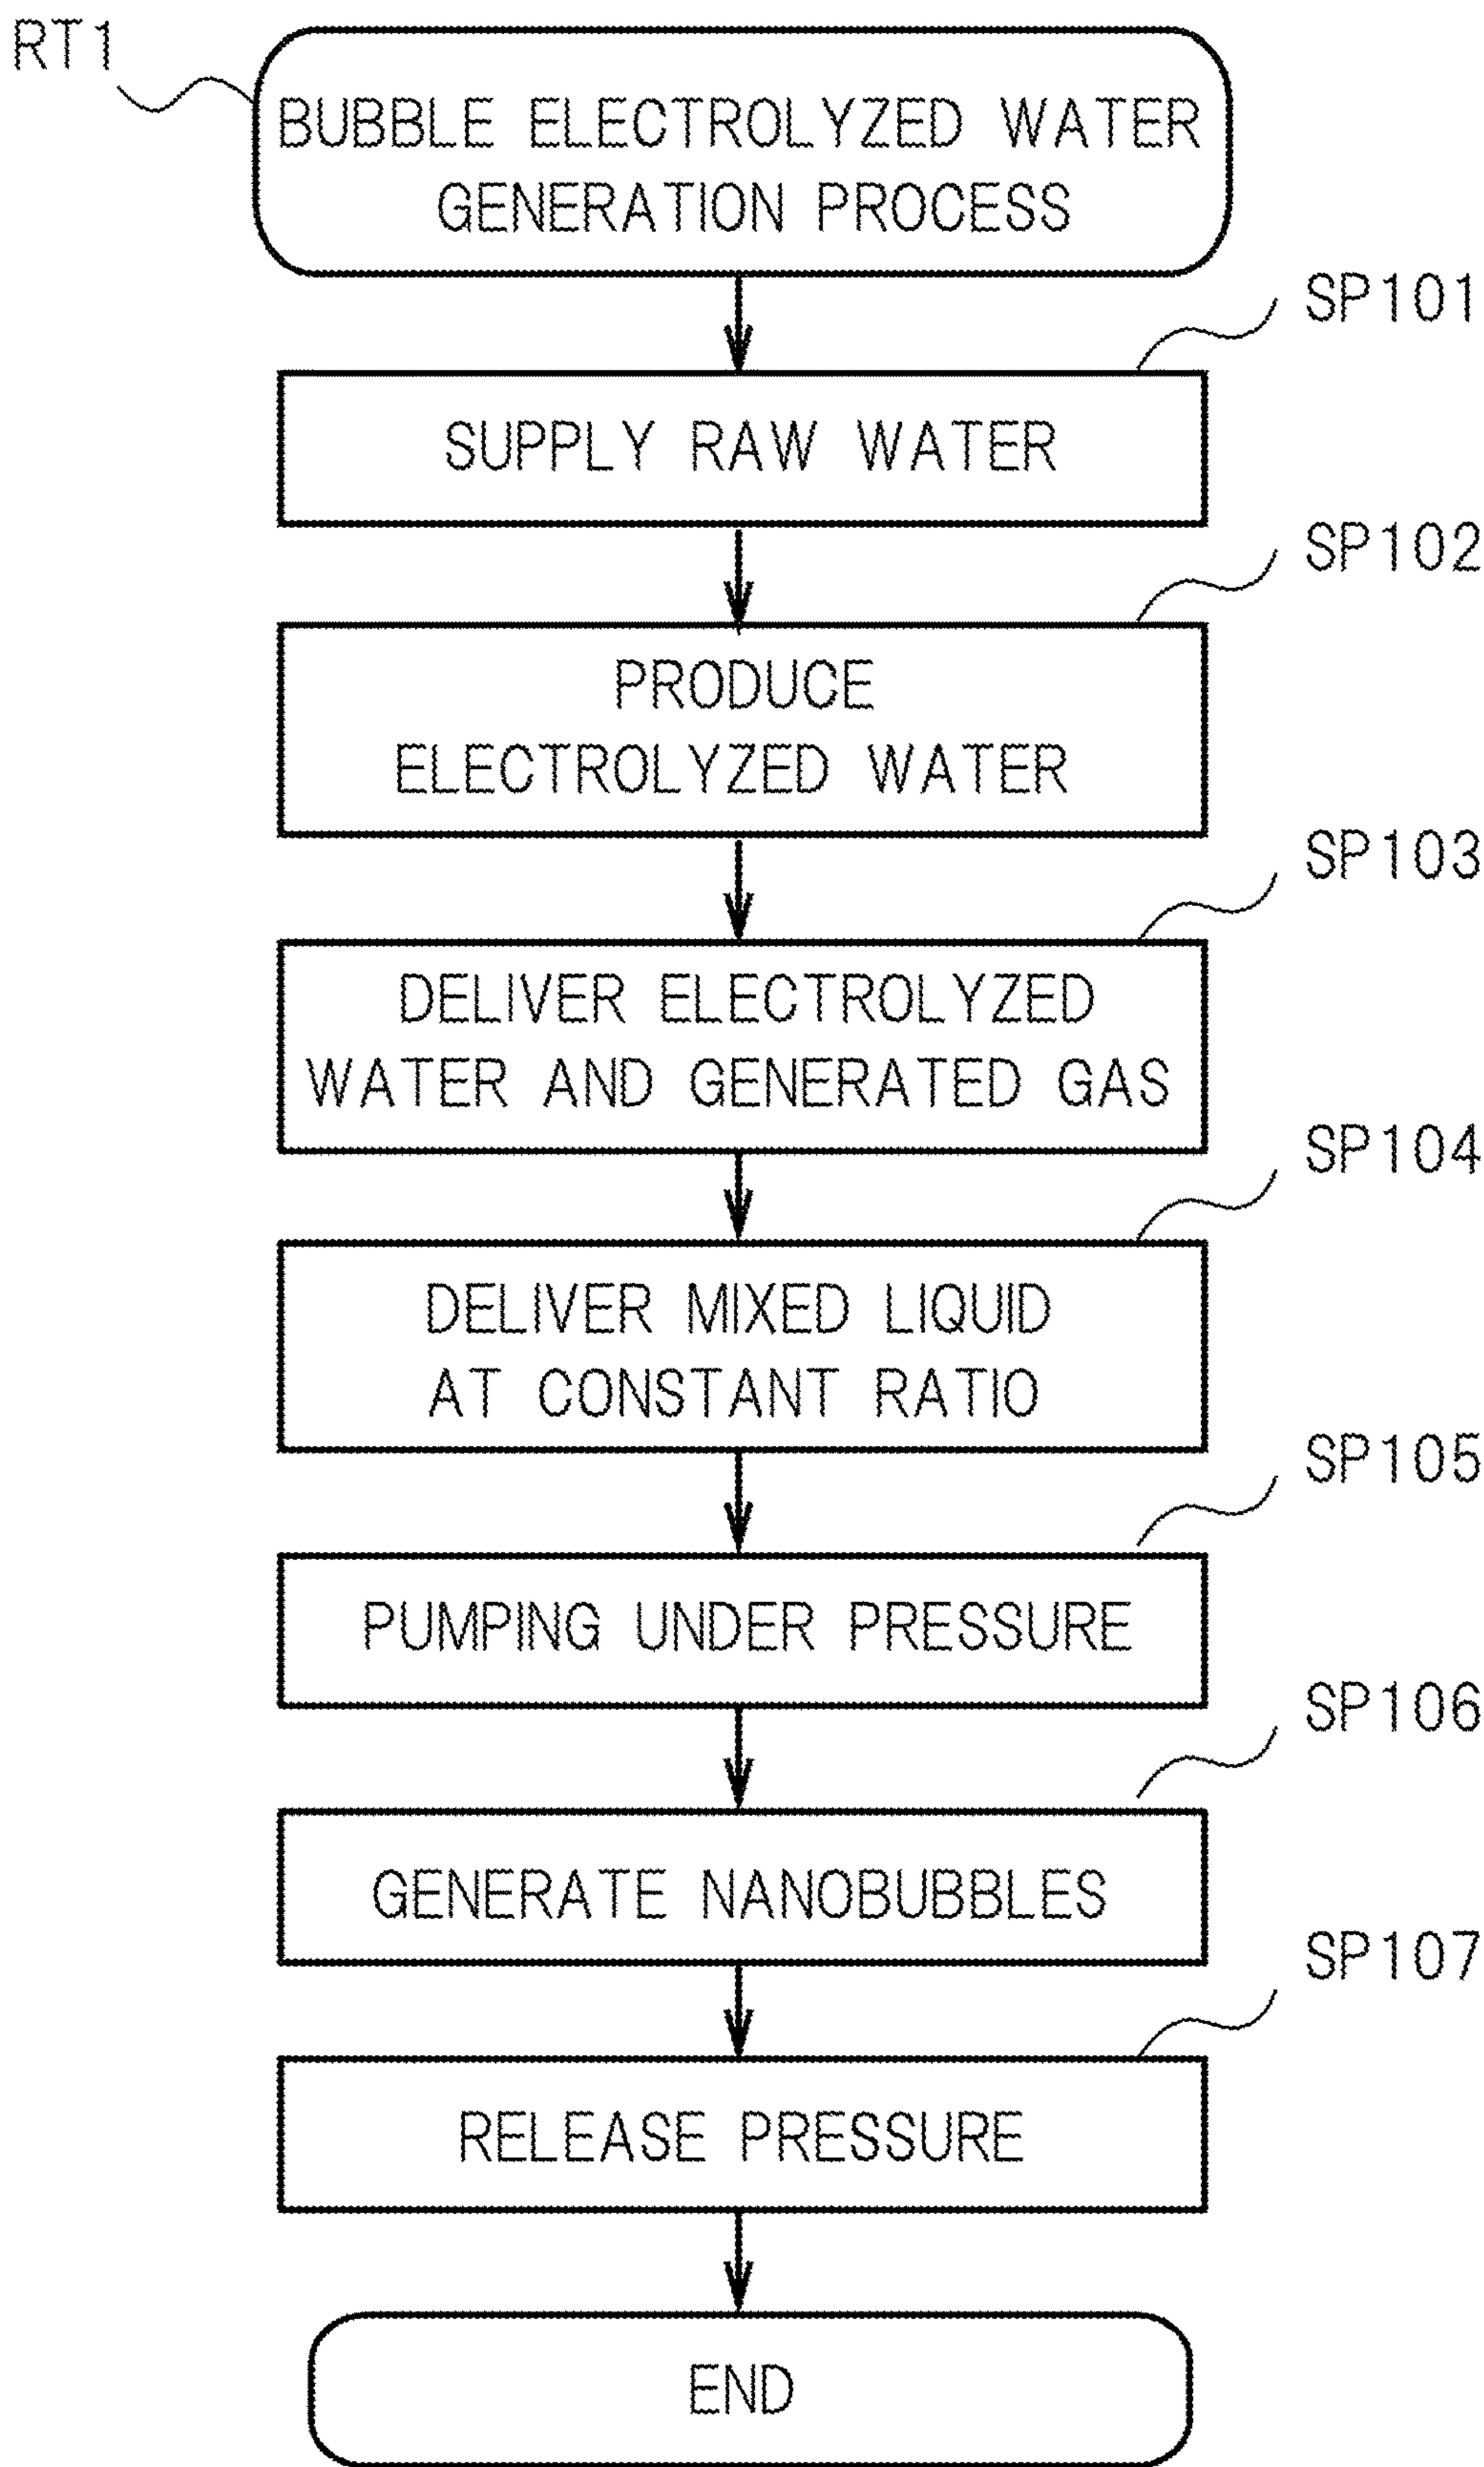 RT1
BUBBLE ELECTROLYZED WATER
GENERATION PROCESS
SP101
SUPPLY RAW WATER
SP102
PRODUCE
ELECTROLYZED WATER
SP103
DELIVER ELECTROLYZED
WATER AND GENERATED GAS
SP104
DELIVER MIXED LIQUID
AT CONSTANT RATIO
SP105
PUMPING UNDER PRESSURE
SP106
GENERATE NANOBUBBLES
SP107
RELEASE PRESSURE
END